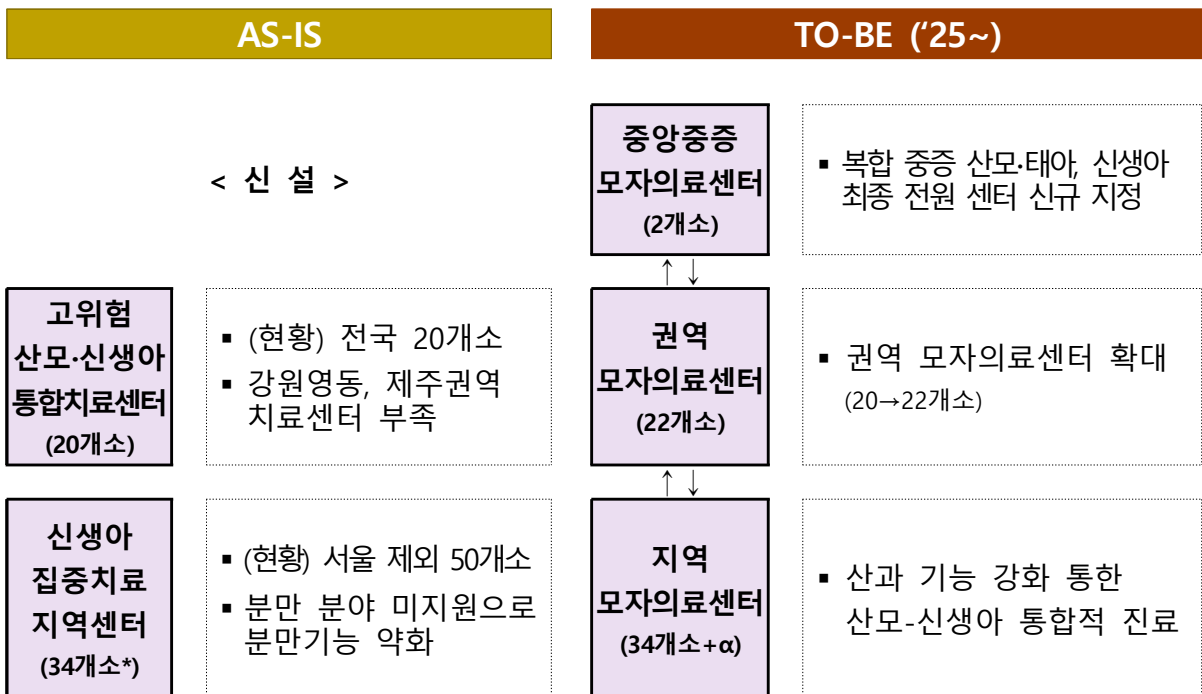 AS-IS
TO-BE (‘25~)
< 신 설 >
중앙중증
모자의료센터
(2개소)
▪ 복합 중증 산모·태아, 신생아
최종 전원 센터 신규 지정
↑ ↓
고위험
산모·신생아
통합치료센터
(20개소)
▪ (현황) 전국 20개소
▪ 강원영동, 제주권역
치료센터 부족
권역
모자의료센터
(22개소)
▪ 권역 모자의료센터 확대
(20→22개소)
↑ ↓
신생아
집중치료
지역센터
(34개소*)
▪ (현황) 서울 제외 50개소
▪ 분만 분야 미지원으로
분만기능 약화
지역
모자의료센터
(34개소+α)
▪ 산과 기능 강화 통한
산모-신생아 통합적 진료